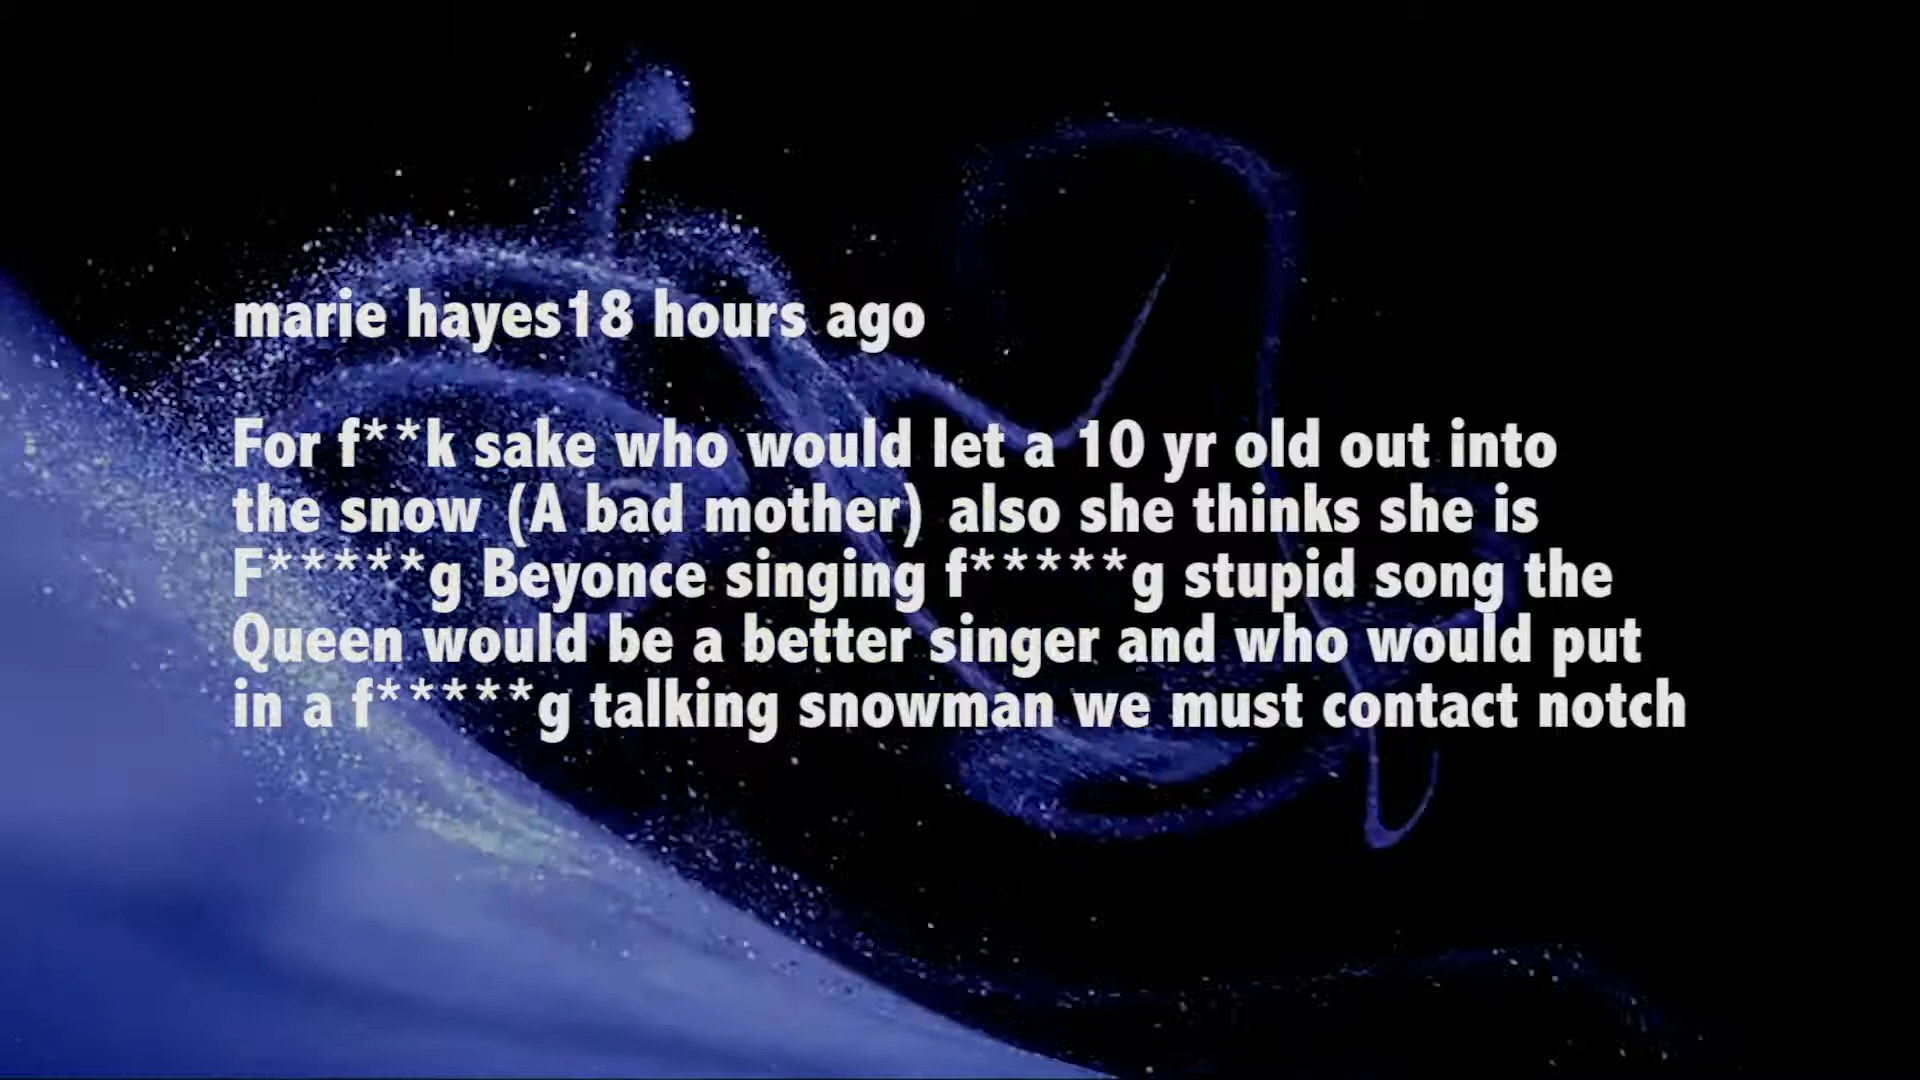 marie hayes18 hours ago
For f**k sake who would let a 10 yr old out into
the snow (A bad mother) also she thinks she is
F*****g Beyonce singing f*****g stupid song the
Queen would be a better singer and who would put
in a f*****g talking snowman we must contact notch